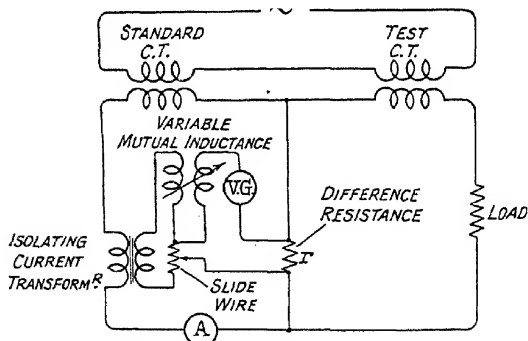 STANDARD
C.T.
TEST
C.T.
VARIABLE
MUTUAL INDUCTANCE
V.G.
DIFFERENCE
RESISTANCE
LOAD
r
ISOLATING
CURRENT
TRANSFORMR
SLIDE
WIRE
A